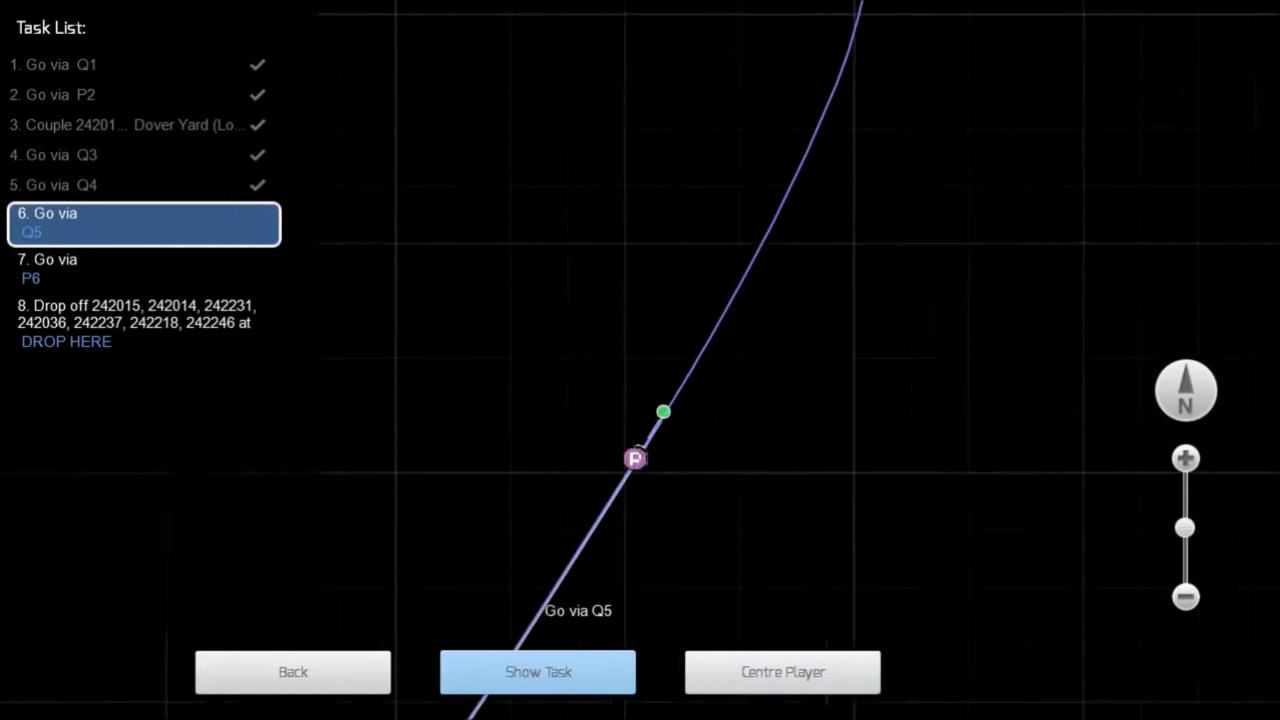 Task List:
1. Go via Q1
2. Go via P2
3. Couple 24201... Dover Yard (Lo...
4. Go via Q3
5. Go via Q4
6. Go via
Q5
7. Go via
P6
8. Drop off 242015, 242014, 242231,
242036, 242237, 242218, 242246 at
DROP HERE
P
N
Go via Q5
Back
Show Task
Centre Player